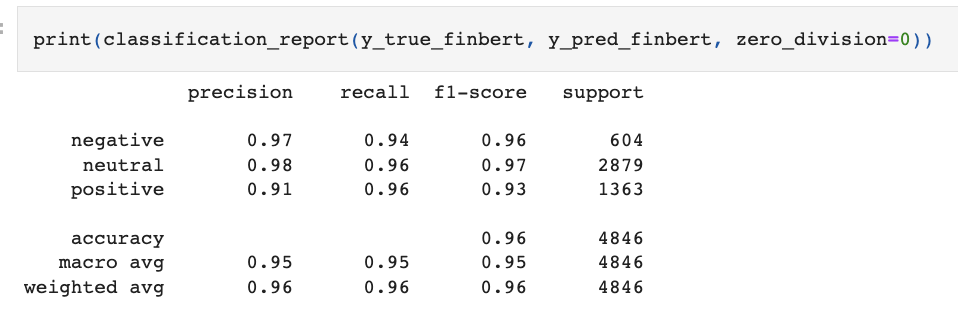 print(classification_report(y_true_finbert, y_pred_finbert, zero_division=0))
precision recall f1-score support
negative 0.97 0.94 0.96 604
neutral 0.98 0.96 0.97 2879
positive 0.91 0.96 0.93 1363
accuracy 0.96 4846
macro avg 0.95 0.95 0.95 4846
weighted avg 0.96 0.96 0.96 4846